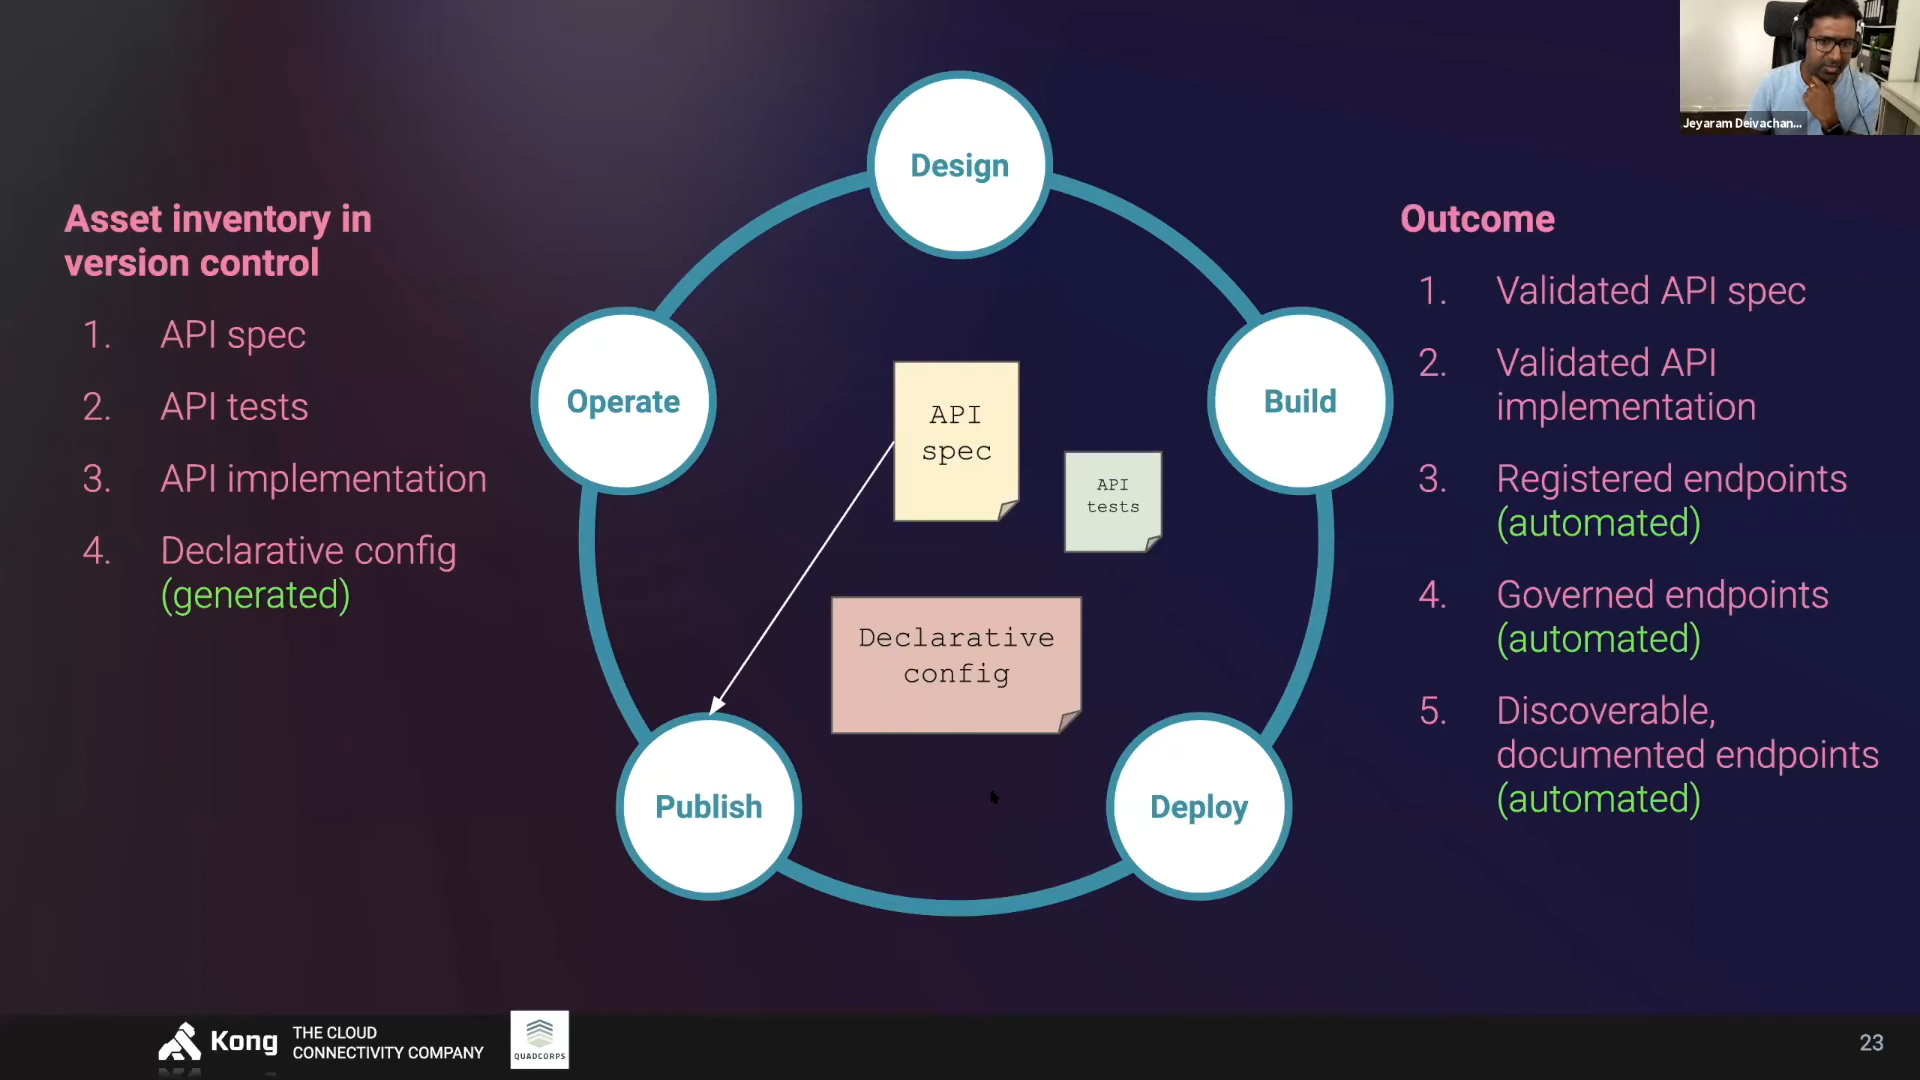 Jeyaram Deivachan...
Asset inventory in
version control
1. API spec
2. API tests
3. API implementation
4. Declarative config
(generated)
Design
Operate
Build
Publish
Deploy
API
spec
API
tests
Declarative
config
Outcome
1. Validated API spec
2. Validated API
implementation
3. Registered endpoints
(automated)
4. Governed endpoints
(automated)
5. Discoverable,
documented endpoints
(automated)
Kong
THE CLOUD
CONNECTIVITY COMPANY
QUADCORPS
23